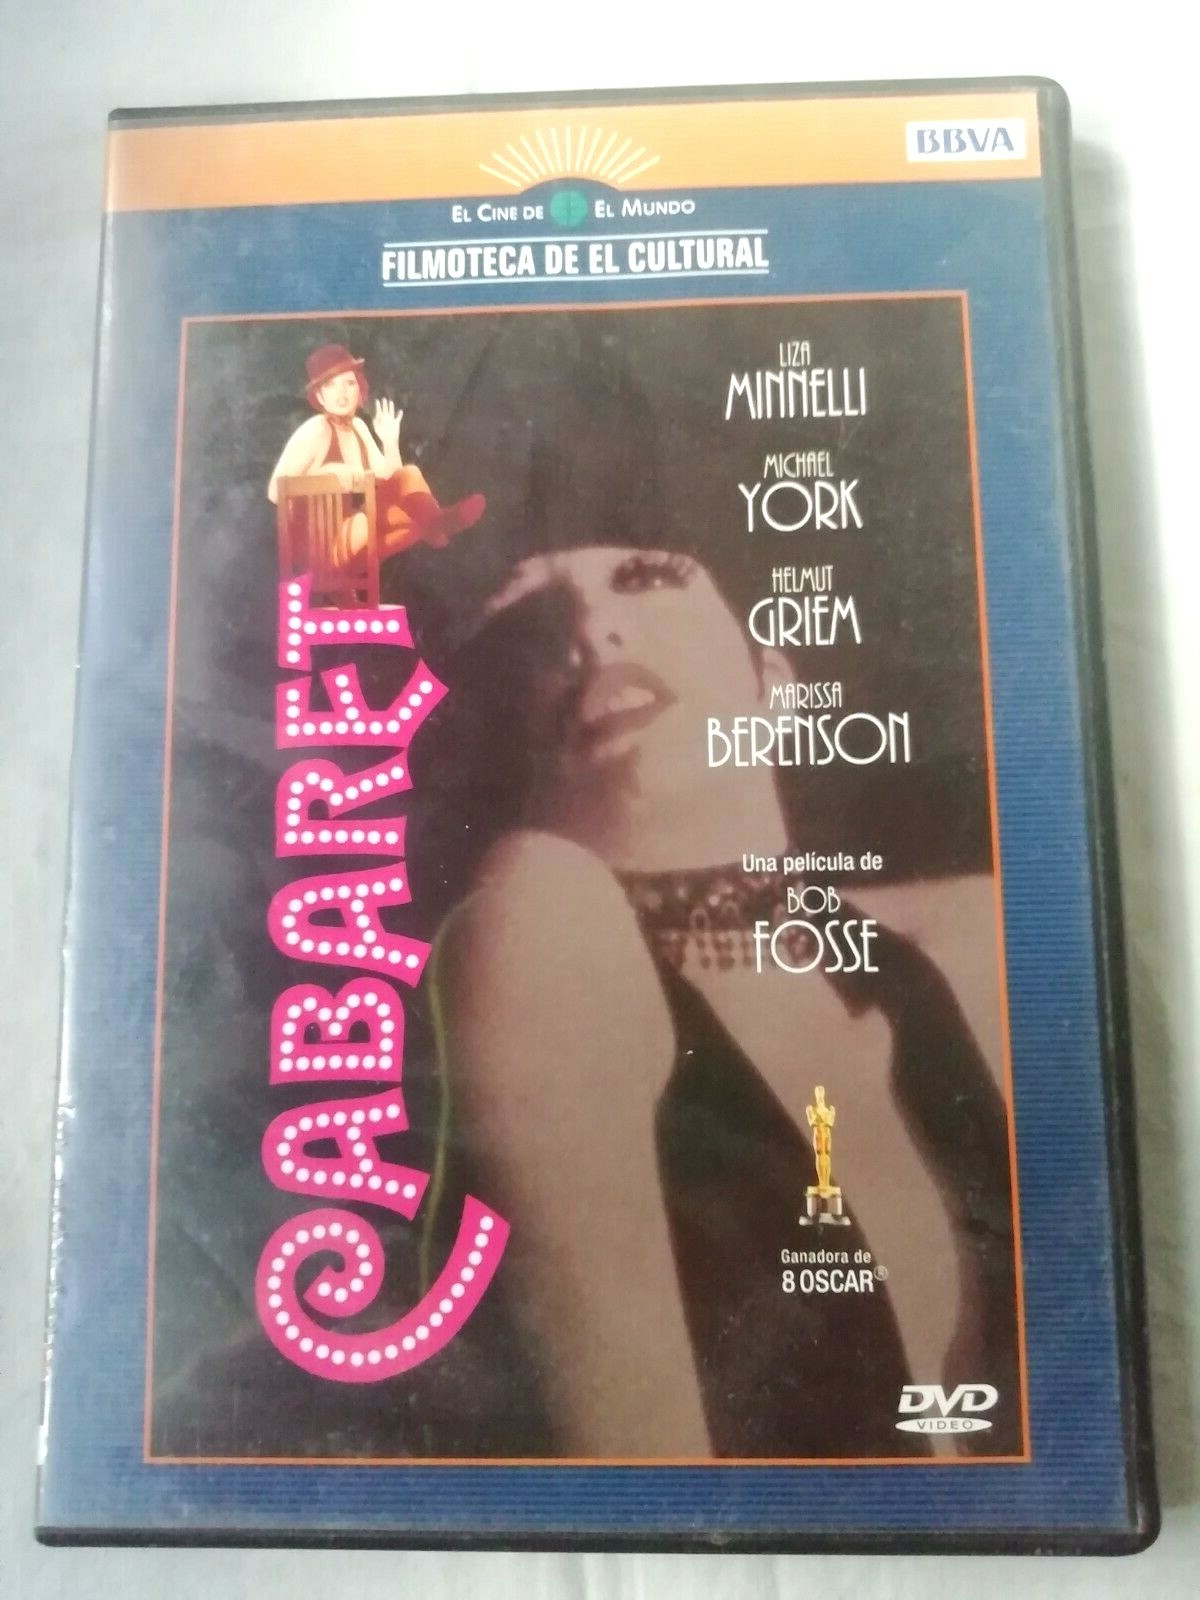 BBVA
EL CINE DE EL MUNDO
FILMOTECA DE EL CULTURAL
LIZA
MINNELLI
MICHAEL
YORK
HELMUT
GRIEM
MARISSA
BERENSON
CABARET
Una película de
BOB
FOSSE
Ganadora de
8 OSCAR®
DVD
VIDEO